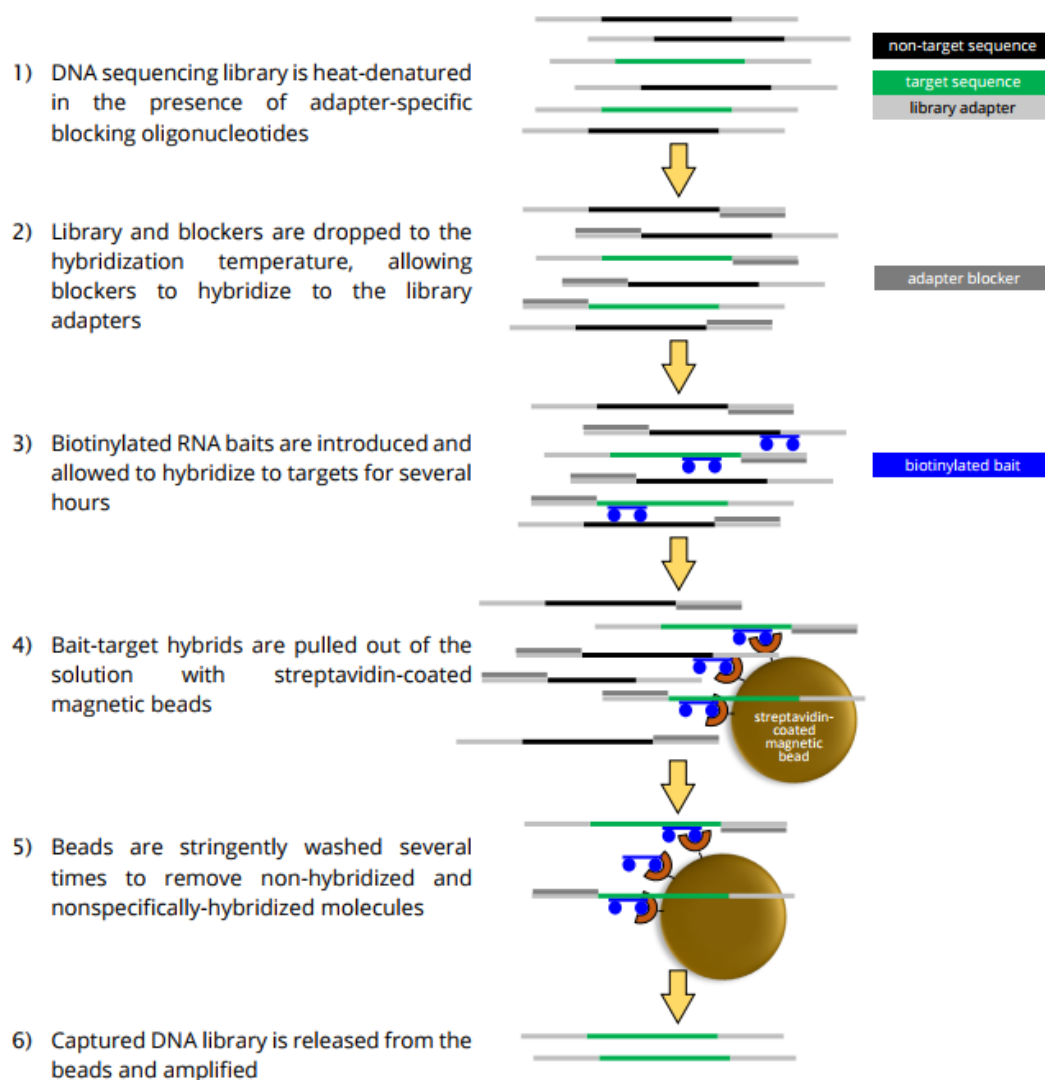 non-target sequence
1) DNA sequencing library is heat-denatured
in the presence of adapter-specific
blocking oligonucleotides
target sequence
library adapter
2) Library and blockers are dropped to the
hybridization temperature, allowing
blockers to hybridize to the library
adapters
adapter blocker
3) Biotinylated RNA baits are introduced and
allowed to hybridize to targets for several
hours
biotinylated bait
4) Bait-target hybrids are pulled out of the
solution with streptavidin-coated
magnetic beads
streptavidin-
coated
magnetic
bead
5) Beads are stringently washed several
times to remove non-hybridized and
nonspecifically-hybridized molecules
6) Captured DNA library is released from the
beads and amplified